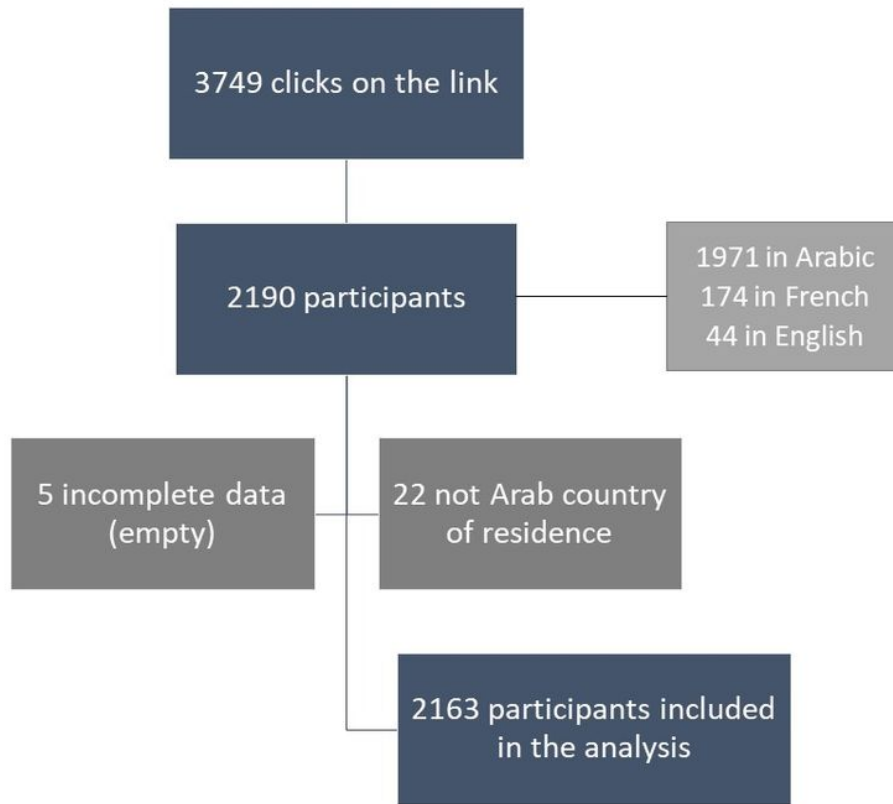 3749 clicks on the link
2190 participants
1971 in Arabic
174 in French
44 in English
5 incomplete data
(empty)
22 not Arab country
of residence
2163 participants included
in the analysis